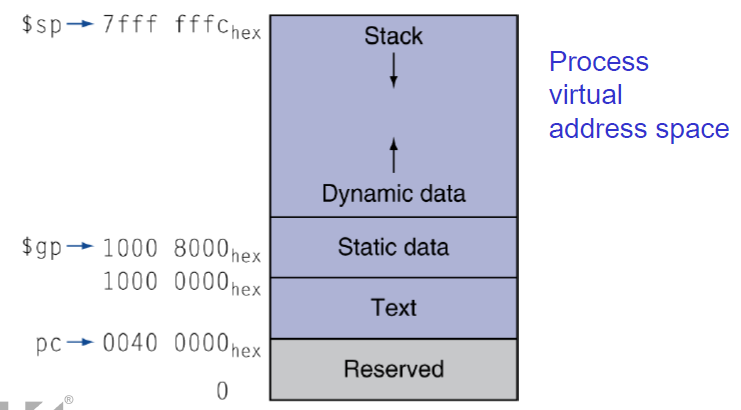 $sp → 7fff fffc hex
Stack
Process
virtual
address space
Dynamic data
$gp → 1000 8000 hex
Static data
1000 0000 hex
Text
pc → 0040 0000 hex
Reserved
0
®